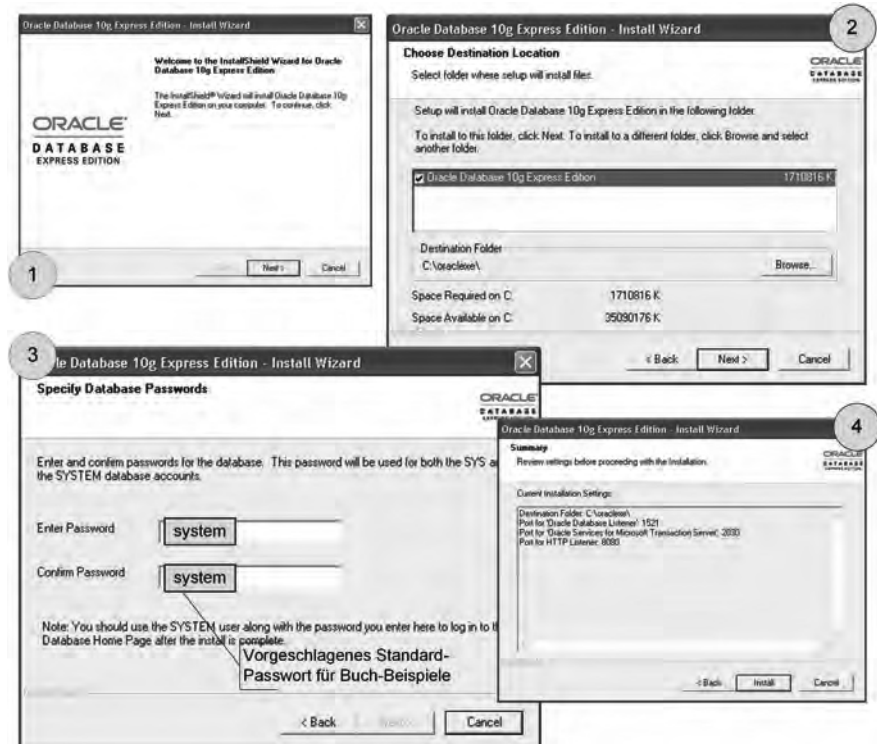 Oracle Database 10g Express Edition - Install Wizard
Welcome to the InstallShield Wizard for Oracle
Database 10g Express Edition
The InstallShield® Wizard will install Oracle Database 10g
Express Edition on your computer. To continue, click
Next.
ORACLE
DATABASE
EXPRESS EDITION
Next >
Cancel
1
Oracle Database 10g Express Edition - Install Wizard
2
Choose Destination Location
Select folder where setup will install files.
ORACLE
DATABASE
EXPRESS EDITION
Setup will install Oracle Database 10g Express Edition in the following folder.
To install to this folder, click Next. To install to a different folder, click Browse and select
another folder.
Oracle Database 10g Express Edition 1710816 K
Destination Folder
C:\oraclexe\
Browse...
Space Required on C: 1710816 K
Space Available on C: 35090176 K
< Back
Next >
Cancel
3
le Database 10g Express Edition - Install Wizard
Specify Database Passwords
ORACLE
DATABASE
Enter and confirm passwords for the database. This password will be used for both the SYS a
the SYSTEM database accounts.
Enter Password
system
Confirm Password
system
Note: You should use the SYSTEM user along with the password you enter here to log in to th
Database Home Page after the install is complete.
Vorgeschlagenes Standard-
Passwort für Buch-Beispiele
< Back
Next >
Cancel
Oracle Database 10g Express Edition - Install Wizard
4
Summary
Review settings before proceeding with the Installation.
ORACLE
DATABASE
EXPRESS EDITION
Current Installation Settings:
Destination Folder: C:\oraclexe\
Port for 'Oracle Database Listener': 1521
Port for 'Oracle Services for Microsoft Transaction Server': 2030
Port for HTTP Listener: 8080
< Back
Install
Cancel